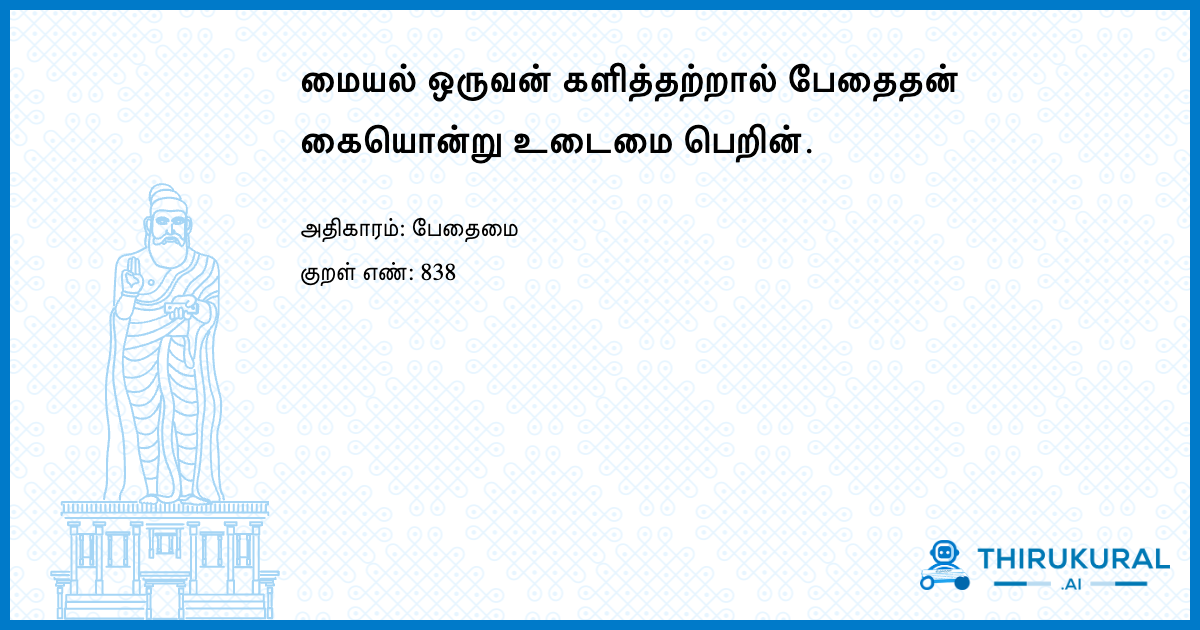 மையல் ஒருவன் களித்தற்றால் பேதைதன்
கையொன்று உடைமை பெறின்.
அதிகாரம்: பேதைமை
குறள் எண்: 838
THIRUKURAL
.AI